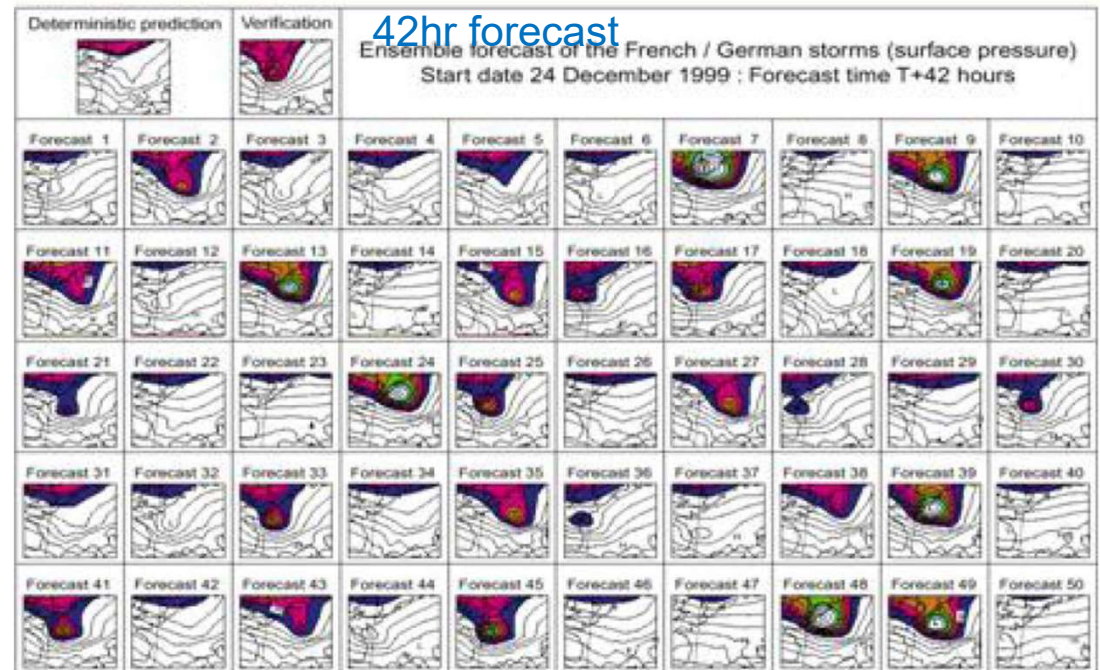 Deterministic prediction
Verification
42hr forecast
Ensemble forecast of the French / German storms (surface pressure)
Start date 24 December 1999 : Forecast time T+42 hours
Forecast 1
Forecast 2
Forecast 3
Forecast 4
Forecast 5
Forecast 6
Forecast 7
Forecast 8
Forecast 9
Forecast 10
Forecast 11
Forecast 12
Forecast 13
Forecast 14
Forecast 15
Forecast 16
Forecast 17
Forecast 18
Forecast 19
Forecast 20
Forecast 21
Forecast 22
Forecast 23
Forecast 24
Forecast 25
Forecast 26
Forecast 27
Forecast 28
Forecast 29
Forecast 30
Forecast 31
Forecast 32
Forecast 33
Forecast 34
Forecast 35
Forecast 36
Forecast 37
Forecast 38
Forecast 39
Forecast 40
Forecast 41
Forecast 42
Forecast 43
Forecast 44
Forecast 45
Forecast 46
Forecast 47
Forecast 48
Forecast 49
Forecast 50